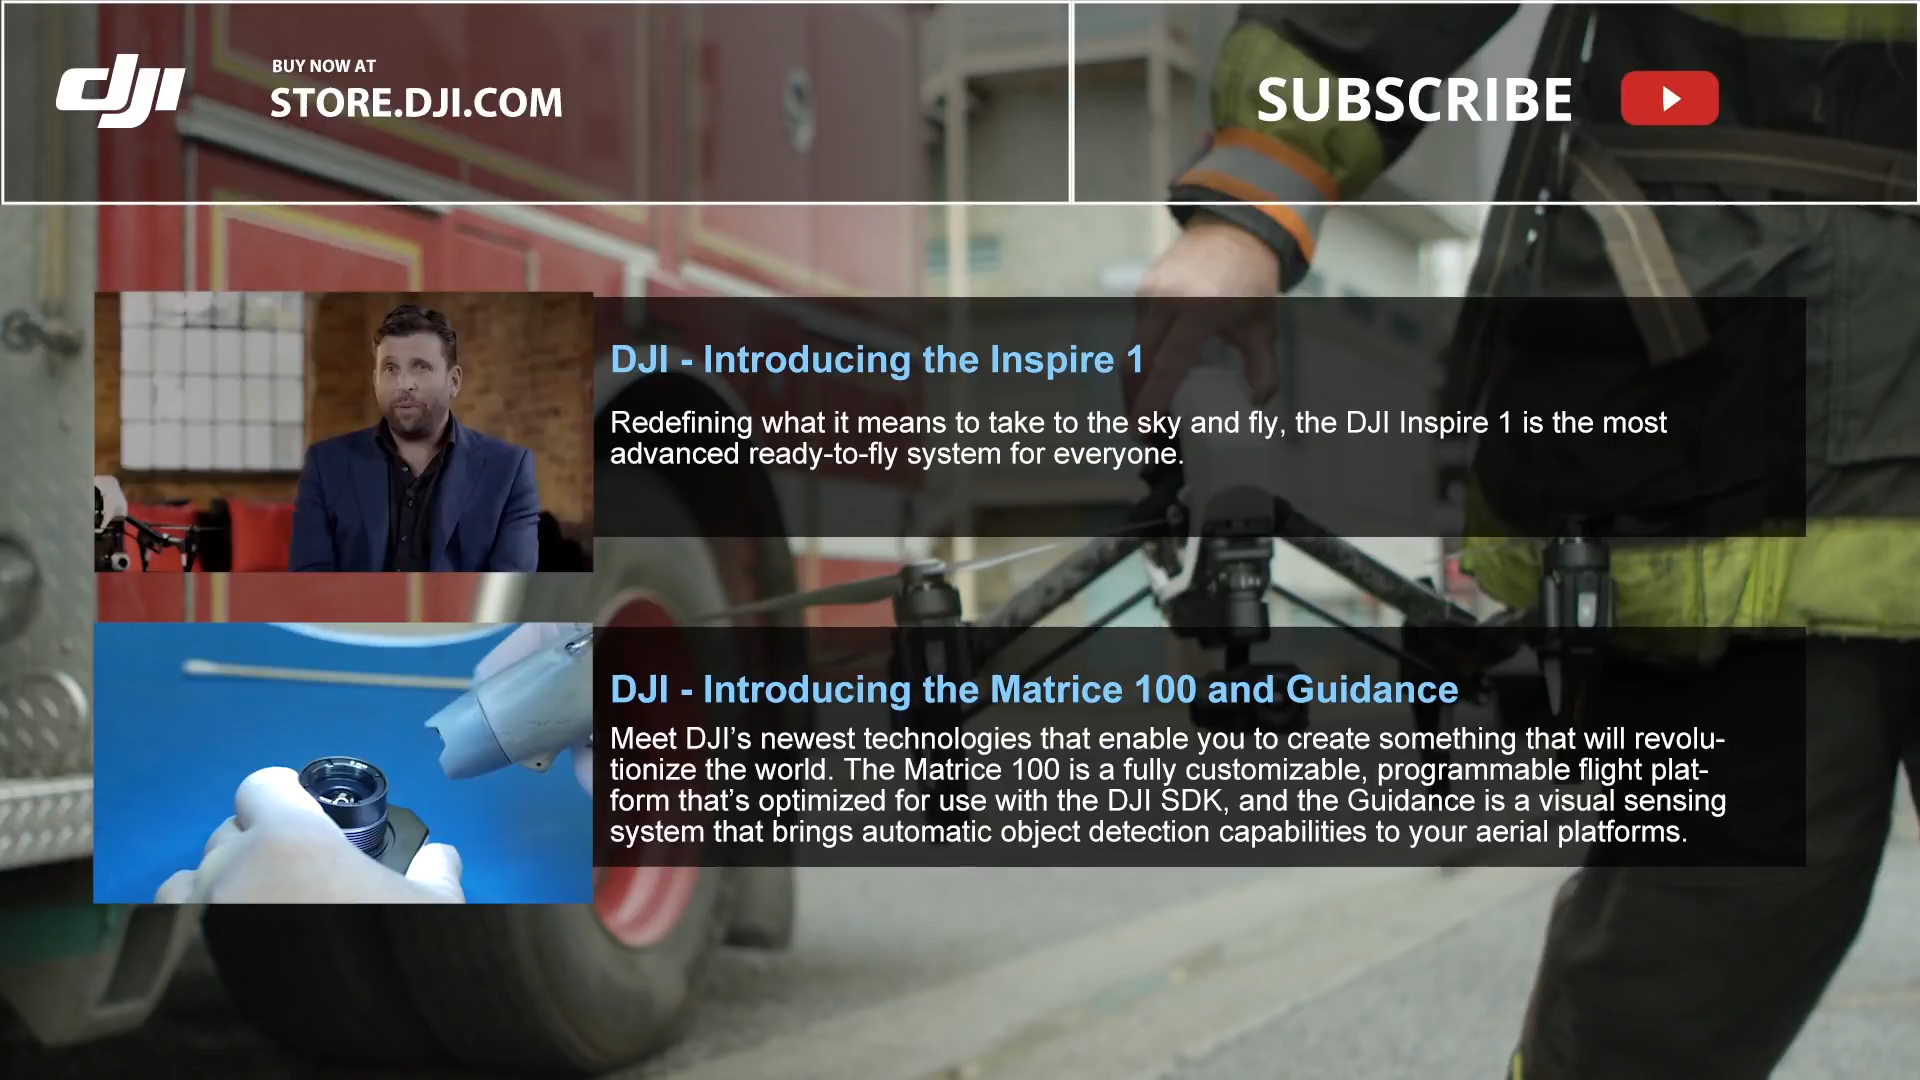 dji
BUY NOW AT
STORE.DJI.COM
SUBSCRIBE
DJI - Introducing the Inspire 1
Redefining what it means to take to the sky and fly, the DJI Inspire 1 is the most
advanced ready-to-fly system for everyone.
DJI - Introducing the Matrice 100 and Guidance
Meet DJI’s newest technologies that enable you to create something that will revolu-
tionize the world. The Matrice 100 is a fully customizable, programmable flight plat-
form that’s optimized for use with the DJI SDK, and the Guidance is a visual sensing
system that brings automatic object detection capabilities to your aerial platforms.